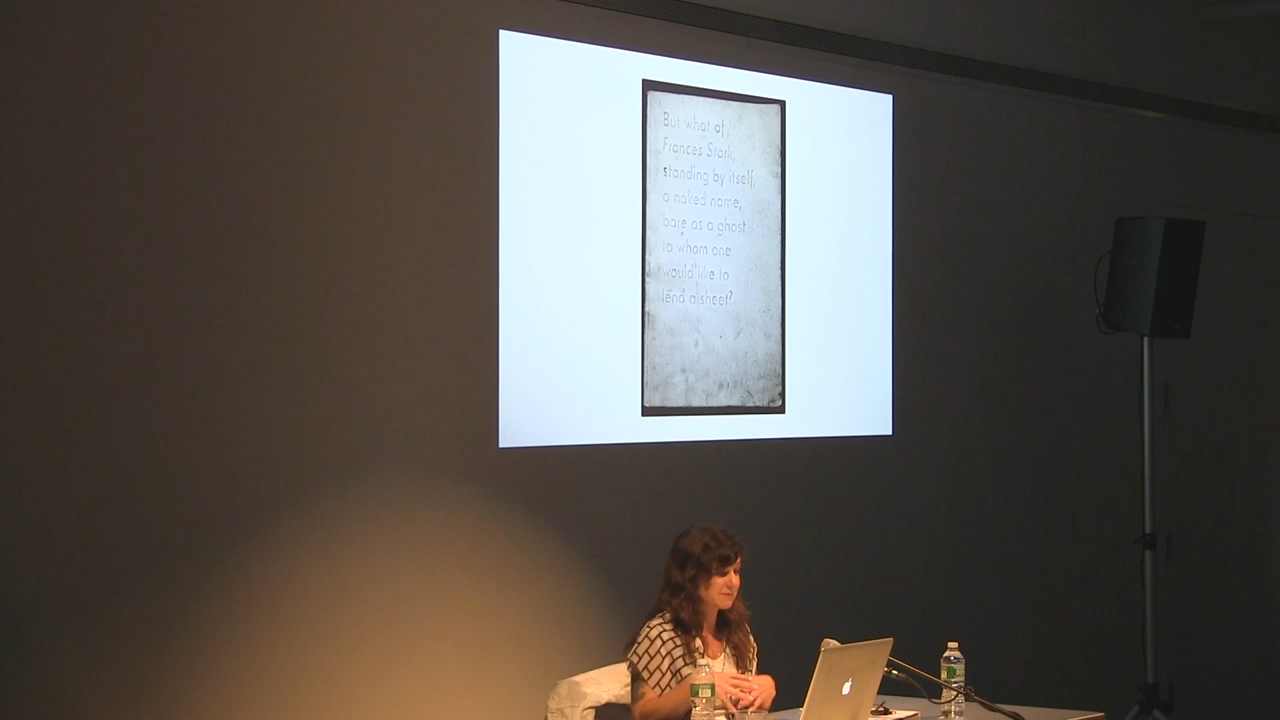 But what of
Frances Stark,
standing by itself,
a naked name,
bare as a ghost
to whom one
would like to
lend a sheet?